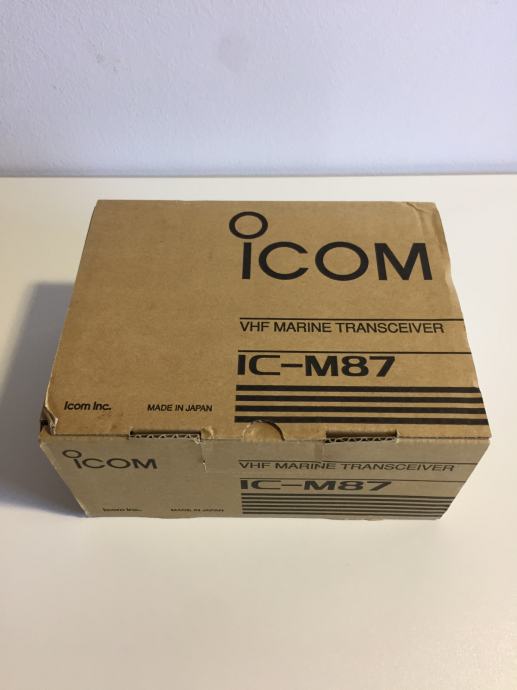 ICOM
VHF MARINE TRANSCEIVER
IC-M87
Icom Inc. MADE IN JAPAN
ICOM
VHF MARINE TRANSCEIVER
IC-M87
Icom Inc. MADE IN JAPAN